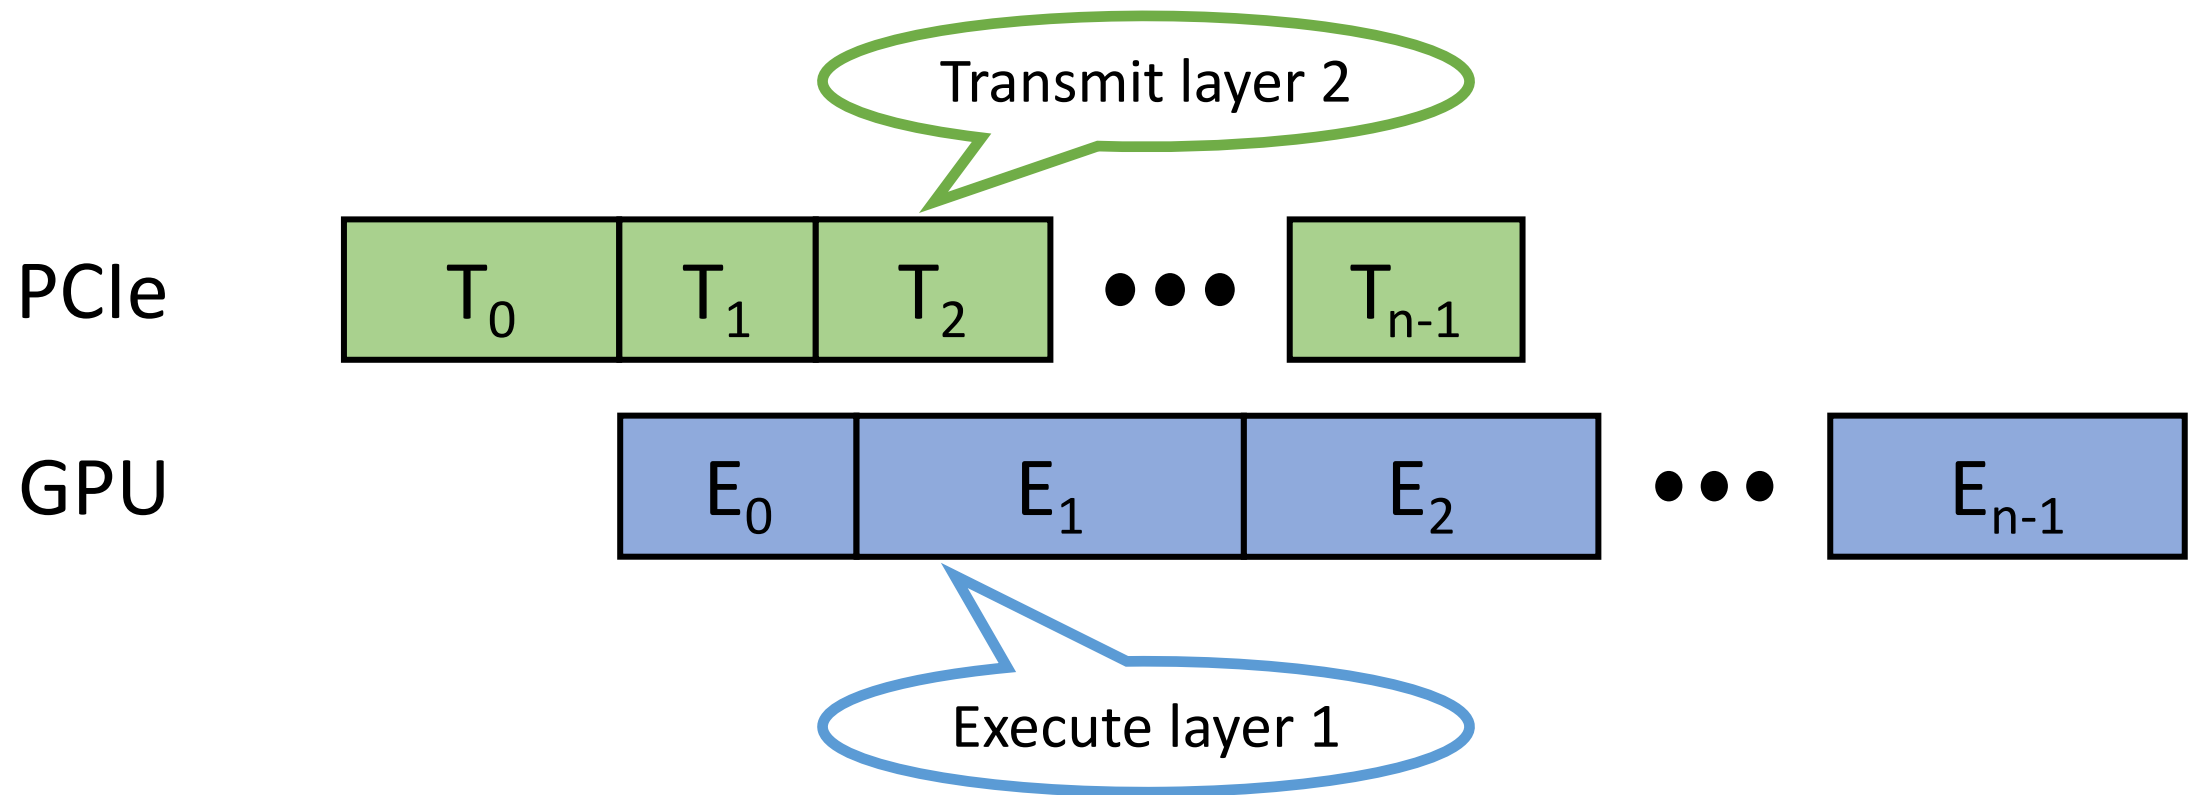 Transmit layer 2
PCIe T0 T1 T2 ••• Tn-1
GPU E0 E1 E2 ••• En-1
Execute layer 1